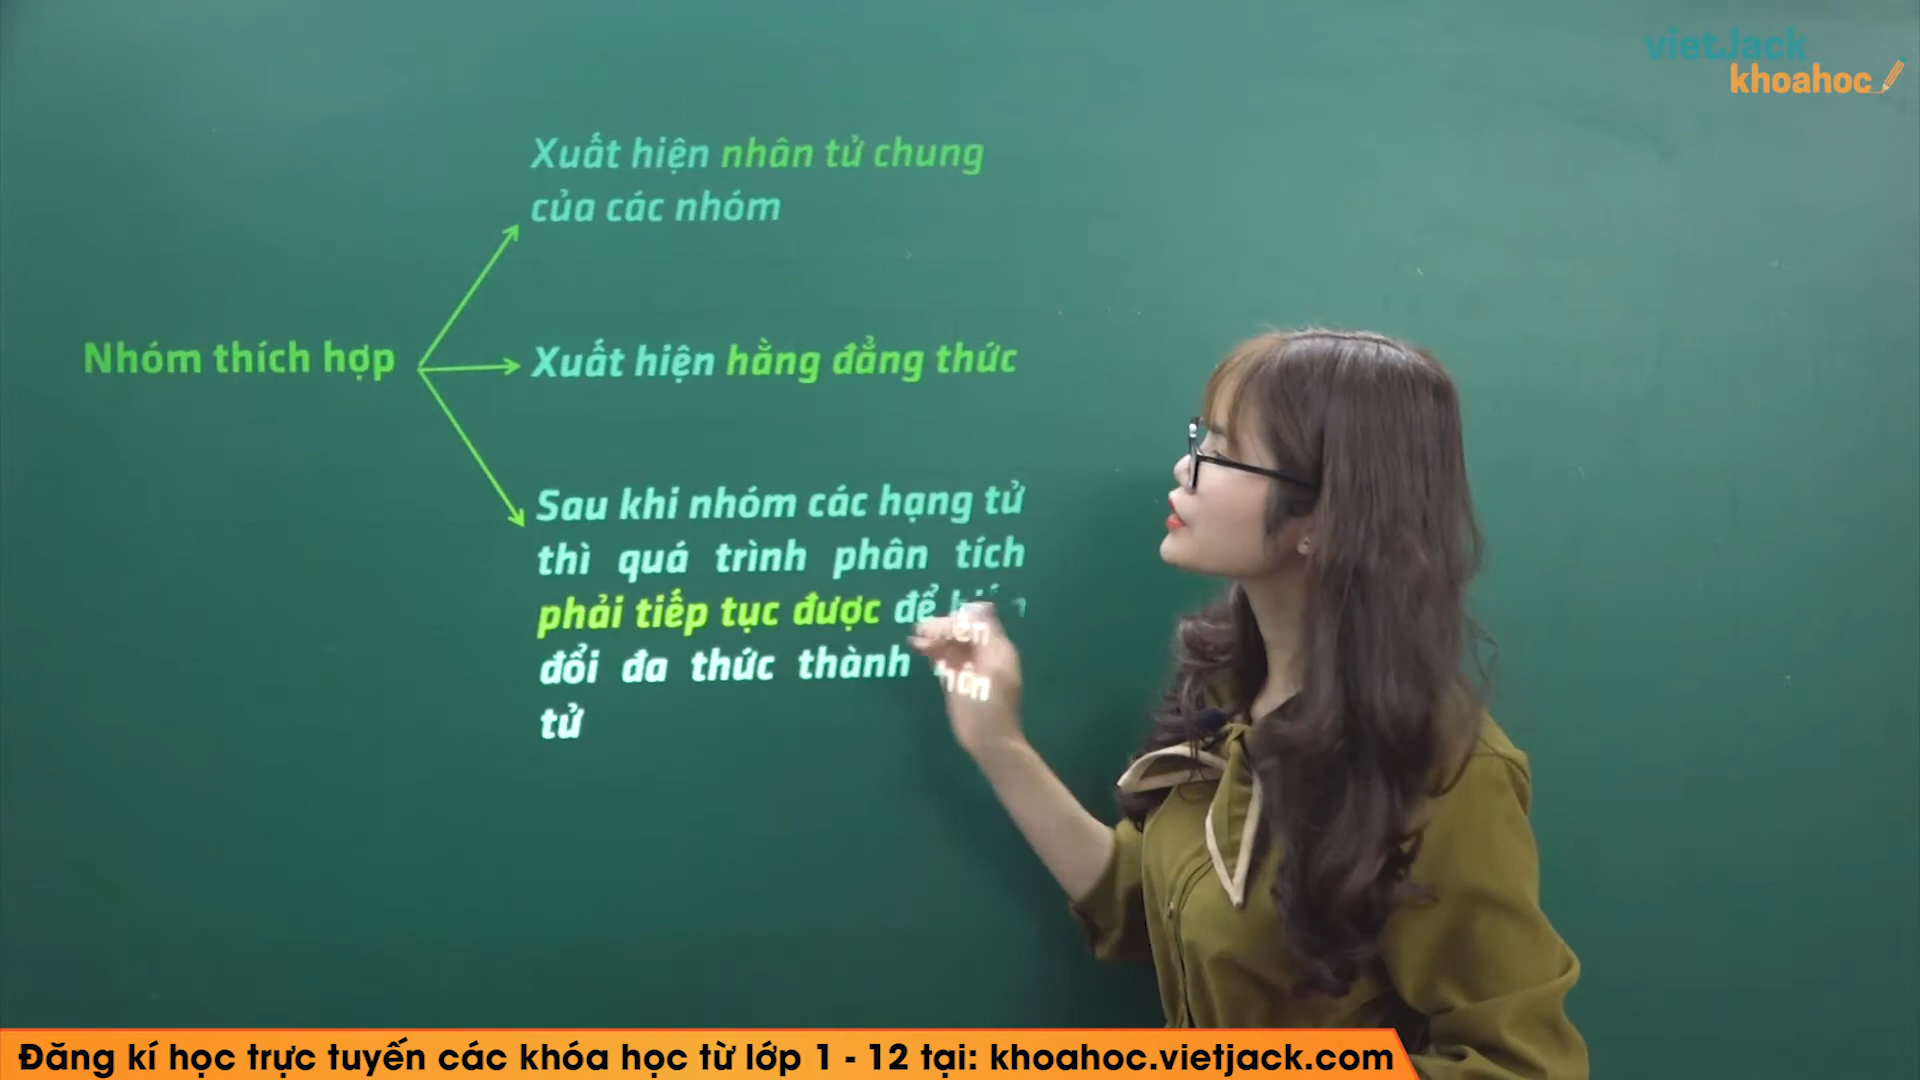 vietJack
khoahoc
Xuất hiện nhân tử chung
của các nhóm
Nhóm thích hợp
Xuất hiện hằng đẳng thức
Sau khi nhóm các hạng tử
thì quá trình phân tích
phải tiếp tục được để
đổi đa thức thành
tử
Đăng kí học trực tuyến các khóa học từ lớp 1 - 12 tại: khoahoc.vietjack.com